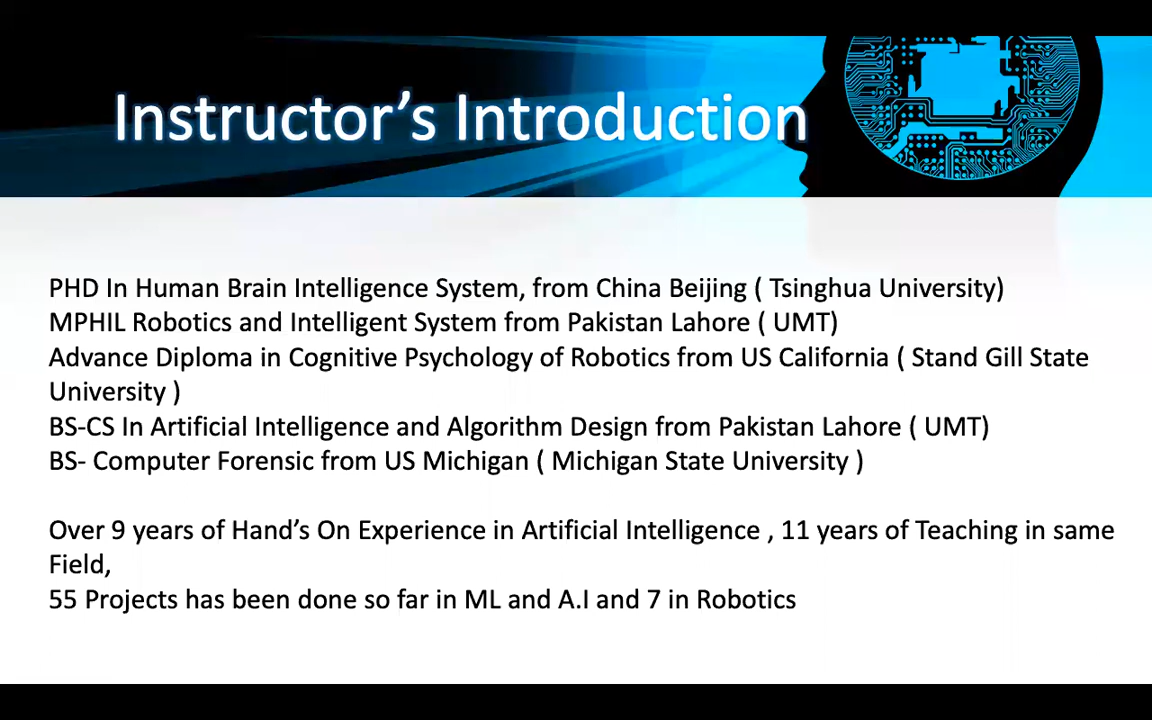 Instructor’s Introduction
PHD In Human Brain Intelligence System, from China Beijing ( Tsinghua University)
MPHIL Robotics and Intelligent System from Pakistan Lahore ( UMT)
Advance Diploma in Cognitive Psychology of Robotics from US California ( Stand Gill State
University )
BS-CS In Artificial Intelligence and Algorithm Design from Pakistan Lahore ( UMT)
BS- Computer Forensic from US Michigan ( Michigan State University )
Over 9 years of Hand’s On Experience in Artificial Intelligence , 11 years of Teaching in same
Field,
55 Projects has been done so far in ML and A.I and 7 in Robotics